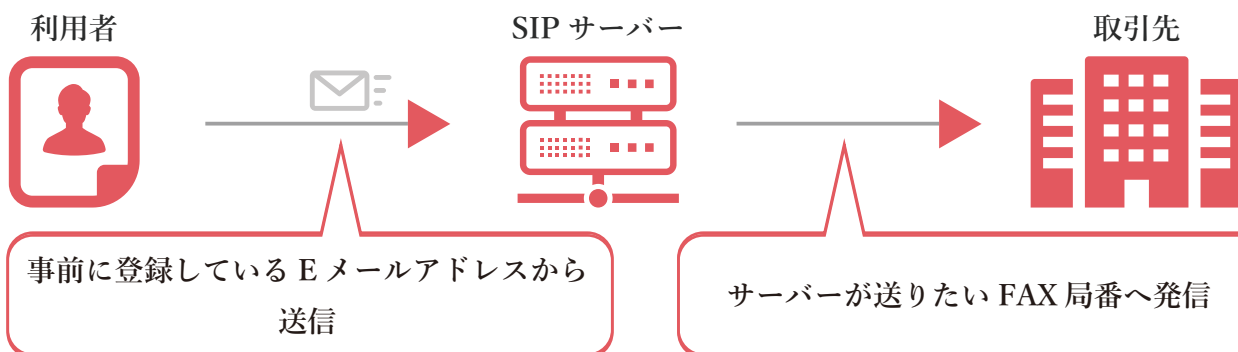 利用者
SIP サーバー
取引先
事前に登録している E メールアドレスから
送信
サーバーが送りたい FAX 局番へ発信